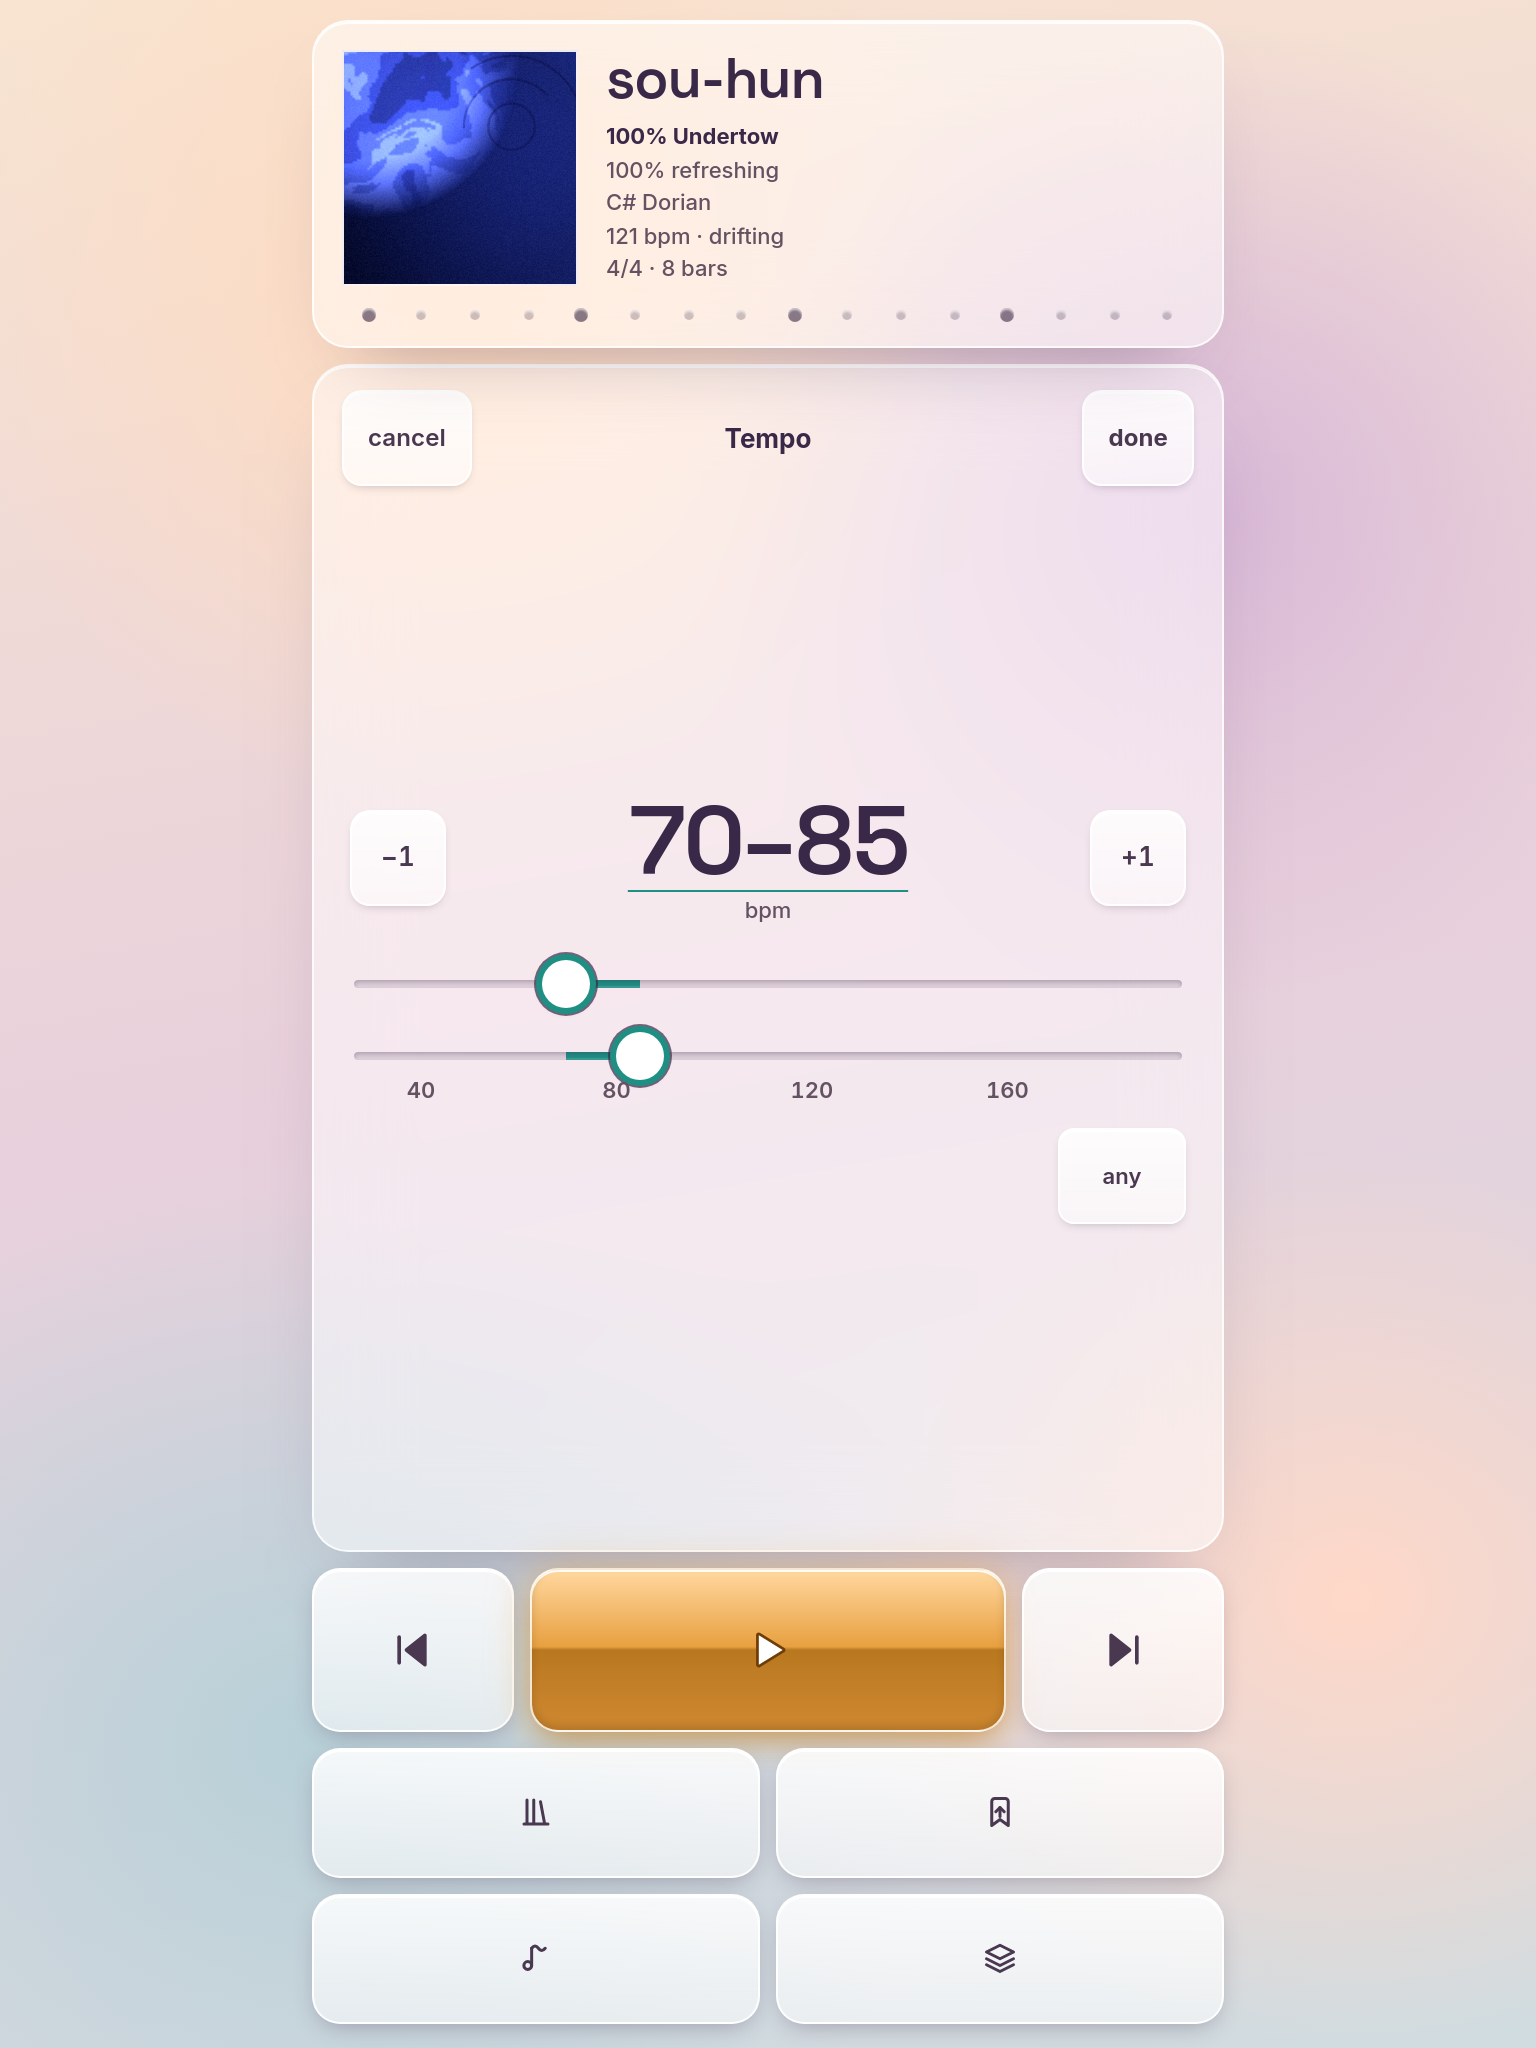 sou-hun
100% Undertow
100% refreshing
C# Dorian
121 bpm · drifting
4/4 · 8 bars
cancel
Tempo
done
−1
70–85
+1
bpm
40
80
120
160
any